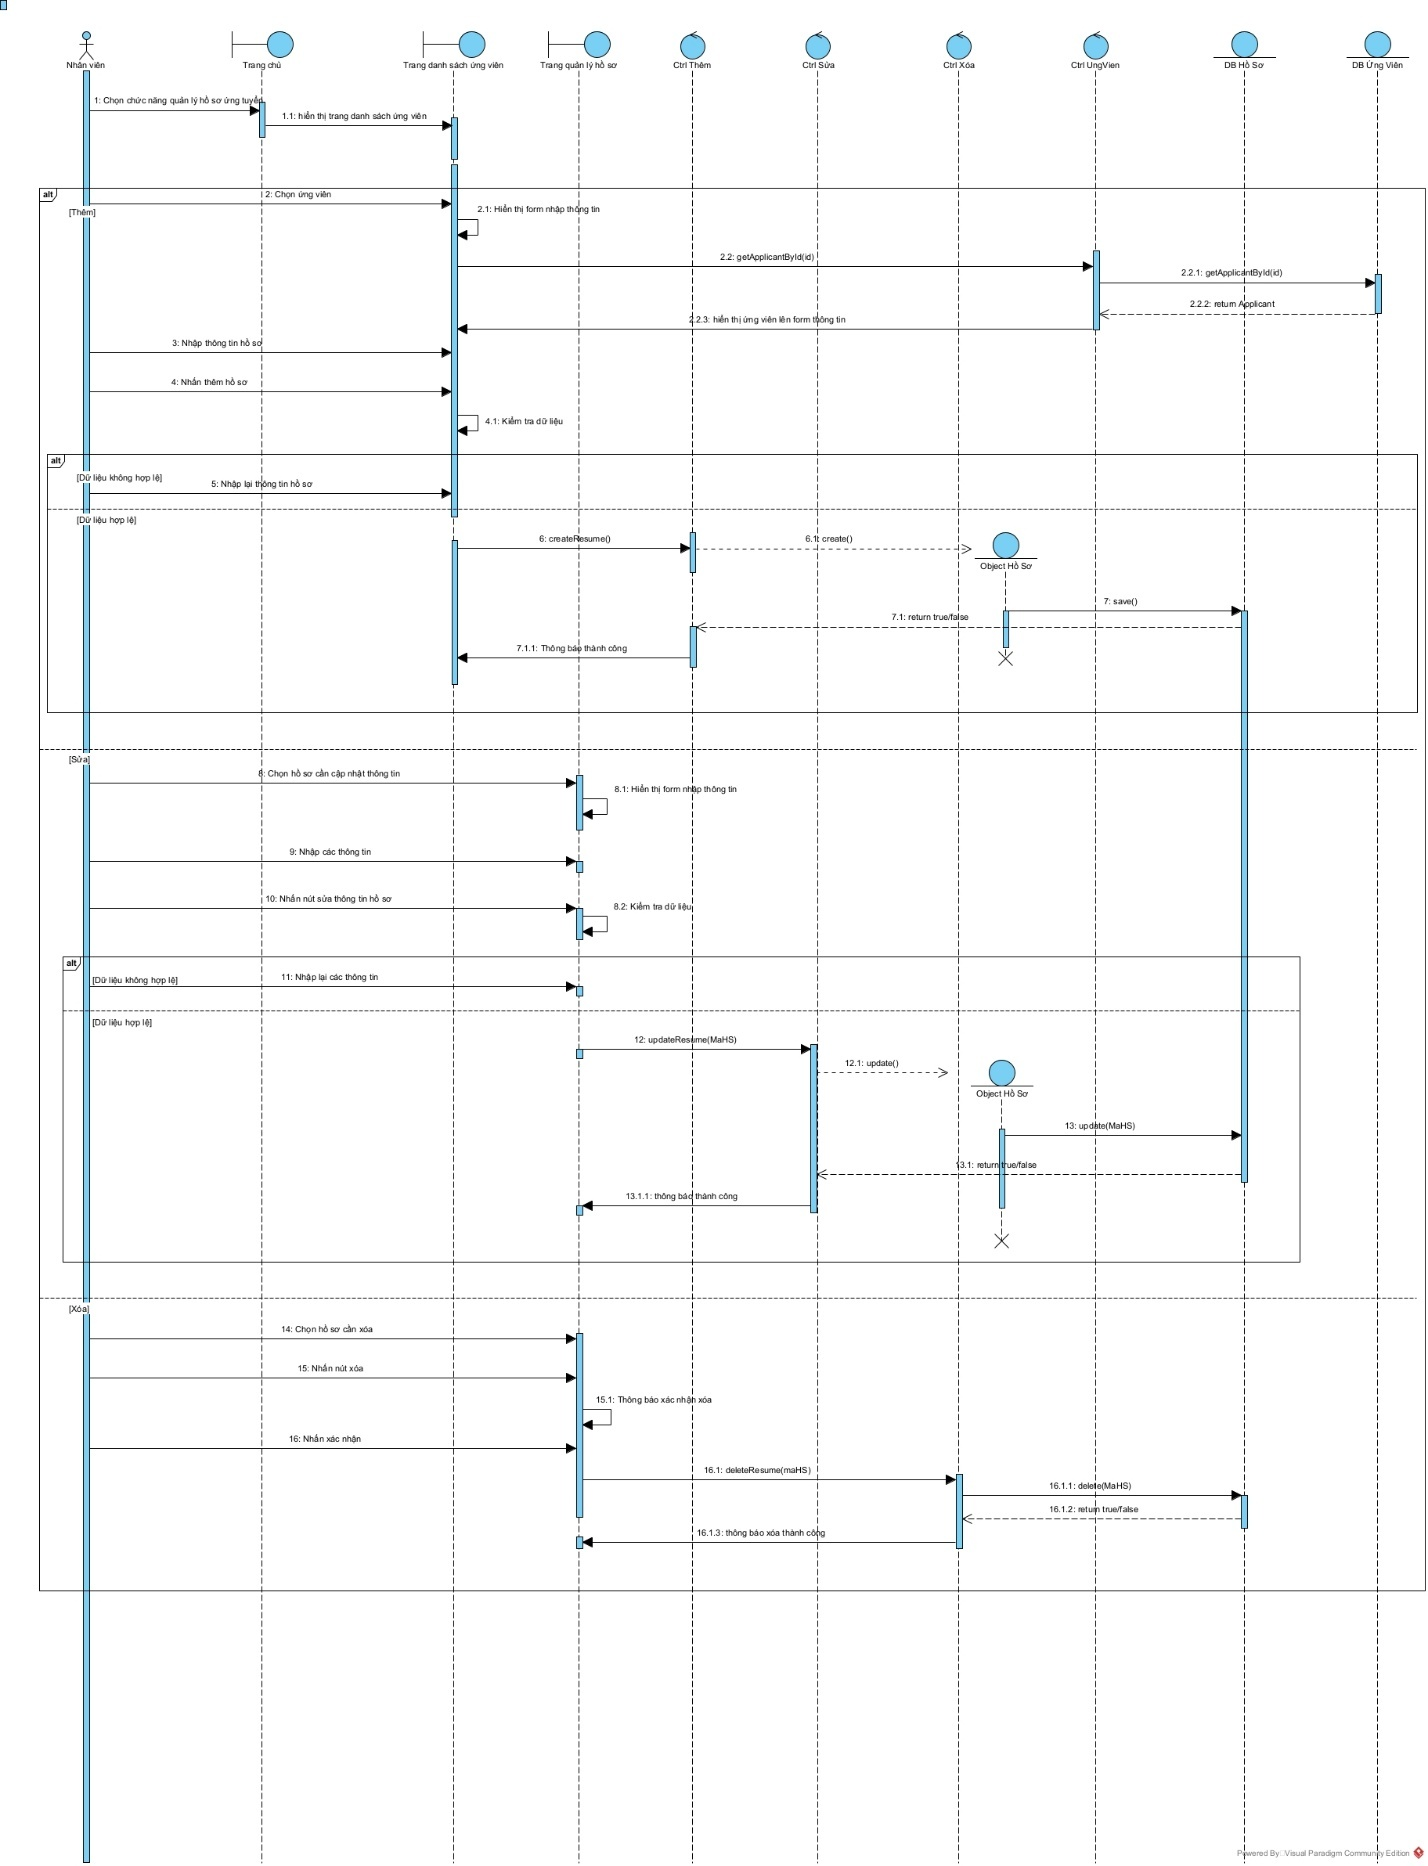 Nhân viên
Trang chủ
Trang danh sách ứng viên
Trang quản lý hồ sơ
Ctrl Thêm
Ctrl Sửa
Ctrl Xóa
Ctrl UngVien
DB Hồ Sơ
DB Ứng Viên
1: Chọn chức năng quản lý hồ sơ ứng tuyển
1.1: hiển thị trang danh sách ứng viên
alt
[Thêm]
2: Chọn ứng viên
2.1: Hiển thị form nhập thông tin
2.2: getApplicantById(id)
2.2.1: getApplicantById(id)
2.2.2: return Applicant
2.2.3: hiển thị ứng viên lên form thông tin
3: Nhập thông tin hồ sơ
4: Nhấn thêm hồ sơ
4.1: Kiểm tra dữ liệu
alt
[Dữ liệu không hợp lệ]
5: Nhập lại thông tin hồ sơ
[Dữ liệu hợp lệ]
6: createResume()
6.1: create()
Object Hồ Sơ
7: save()
7.1: return true/false
7.1.1: Thông báo thành công
[Sửa]
8: Chọn hồ sơ cần cập nhật thông tin
8.1: Hiển thị form nhập thông tin
9: Nhập các thông tin
10: Nhấn nút sửa thông tin hồ sơ
8.2: Kiểm tra dữ liệu
alt
[Dữ liệu không hợp lệ]
11: Nhập lại các thông tin
[Dữ liệu hợp lệ]
12: updateResume(MaHS)
12.1: update()
Object Hồ Sơ
13: update(MaHS)
13.1: return true/false
13.1.1: thông báo thành công
[Xóa]
14: Chọn hồ sơ cần xóa
15: Nhấn nút xóa
15.1: Thông báo xác nhận xóa
16: Nhấn xác nhận
16.1: deleteResume(maHS)
16.1.1: delete(MaHS)
16.1.2: return true/false
16.1.3: thông báo xóa thành công
Powered By: Visual Paradigm Community Edition